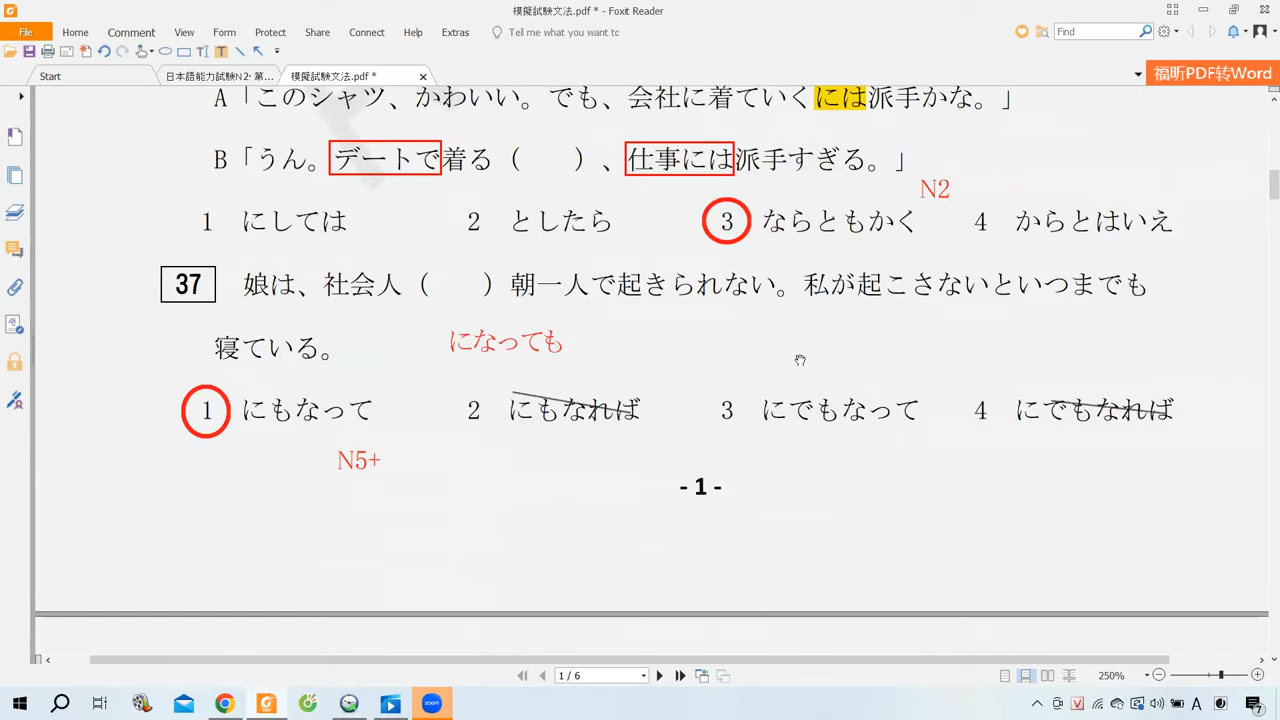 模擬試験文法.pdf * - Foxit Reader
File Home Comment View Form Protect Share Connect Help Extras Tell me what you want to Find
Start 日本語能力試験N2- 第... 模擬試験文法.pdf * 福昕PDF转Word
A「このシャツ、かわいい。でも、会社に着ていくには派手かな。」
B「うん。デートで着る（　　）、仕事には派手すぎる。」
N2
1 にしては 2 としたら 3 ならともかく 4 からとはいえ
37 娘は、社会人（　　）朝一人で起きられない。私が起こさないといつまでも
寝ている。 になっても
1 にもなって 2 にもなれば 3 にでもなって 4 にでもなれば
N5+
- 1 -
1 / 6 250%
zoom A 7